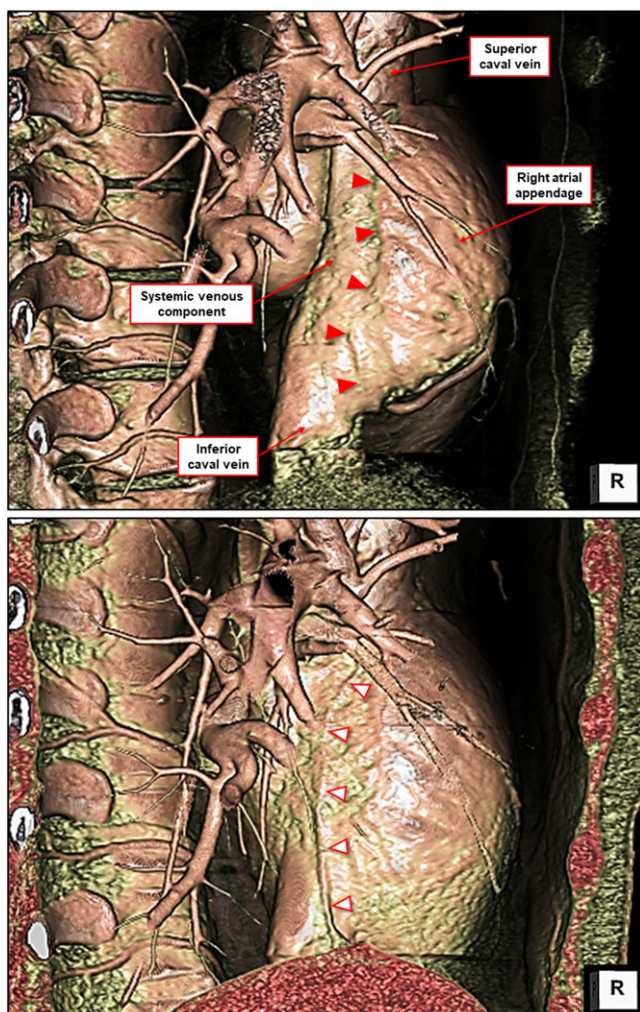 Superior
caval vein
Right atrial
appendage
Systemic venous
component
Inferior
caval vein
R
R